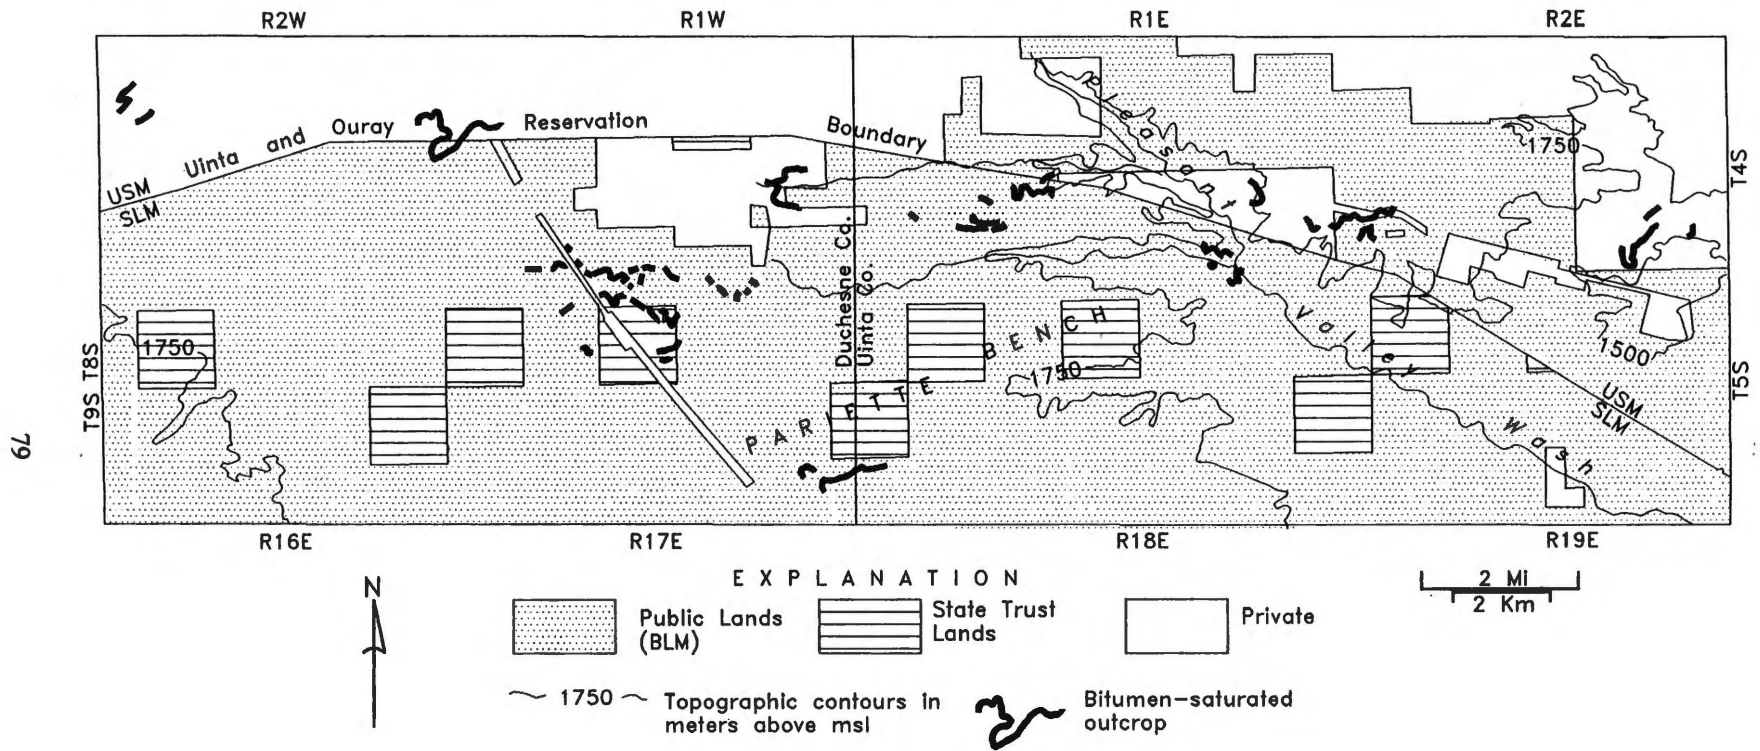 R2W R1W R1E R2E
Uinta and Ouray Reservation Boundary
USM
SLM
Pleasant Valley Wash
1750
T4S
Duchesne Co.
Uinta Co.
T8S
T9S
1750
PARIETTE BENCH
1750
1500
T5S
USM
SLM
79
R16E R17E R18E R19E
N
EXPLANATION
Public Lands
(BLM)
State Trust
Lands
Private
2 Mi
2 Km
1750 Topographic contours in
meters above msl
Bitumen-saturated
outcrop